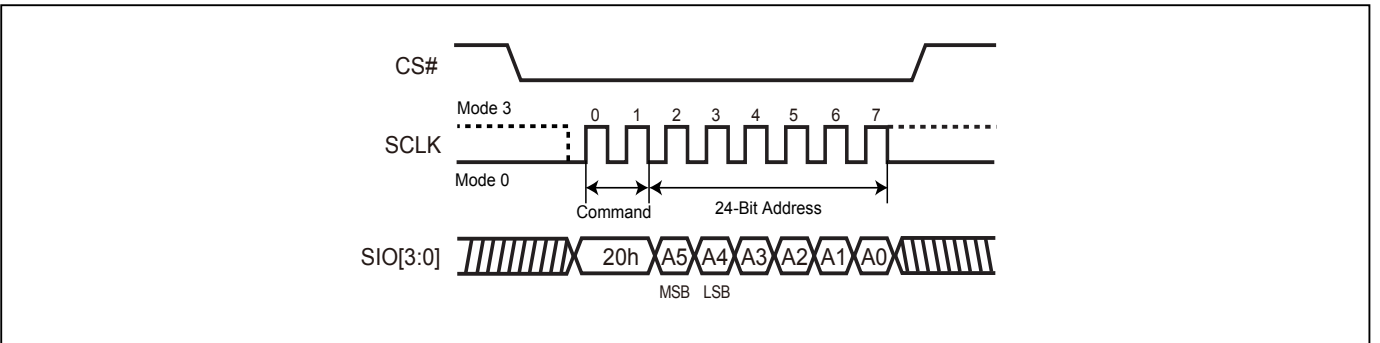 CS#
Mode 3
0 1 2 3 4 5 6 7
SCLK
Mode 0
Command
24-Bit Address
SIO[3:0]
20h A5 A4 A3 A2 A1 A0
MSB LSB